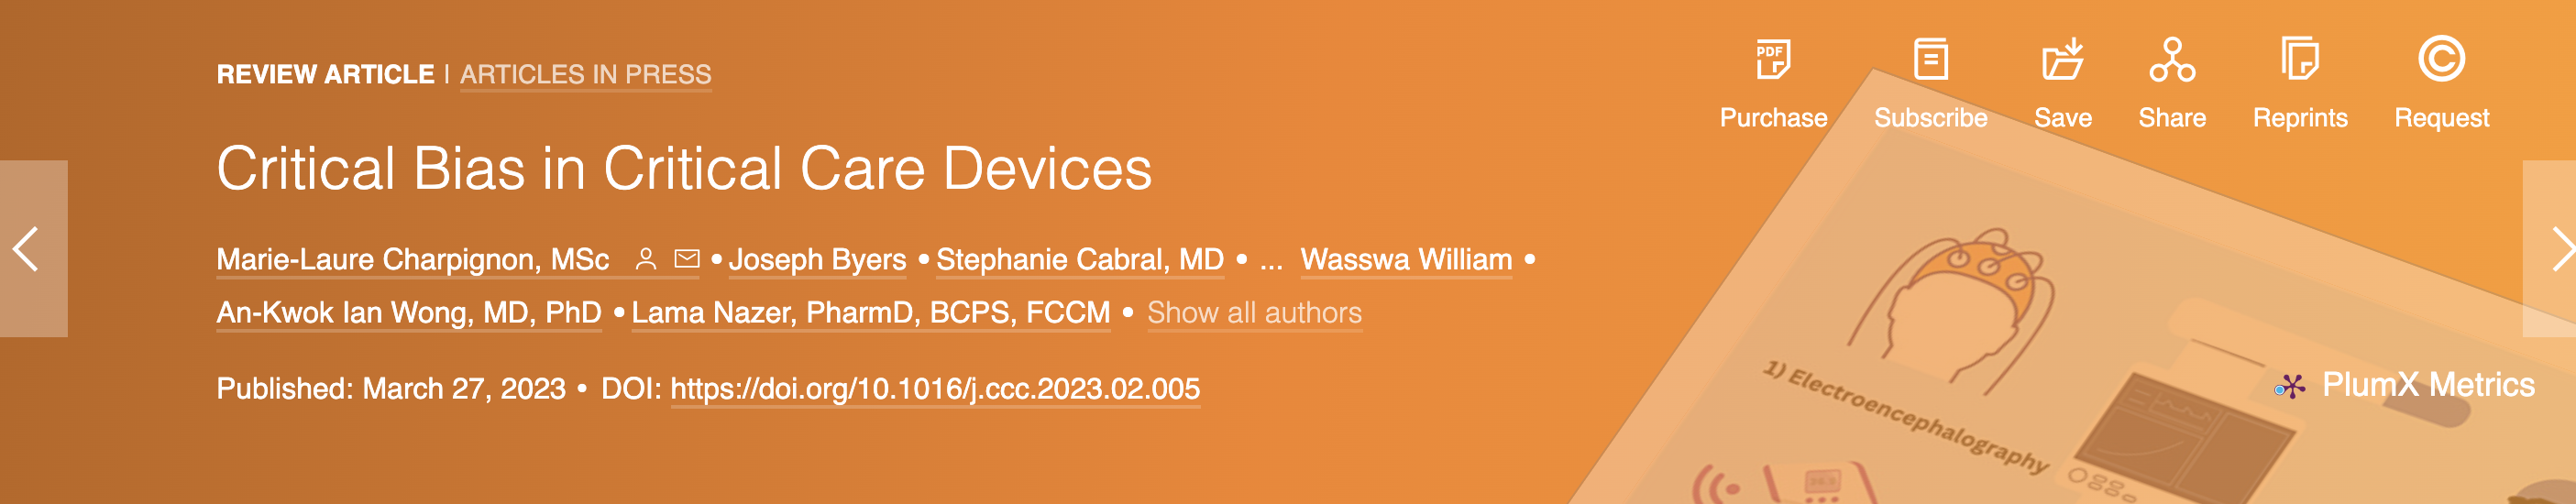 REVIEW ARTICLE | ARTICLES IN PRESS
Purchase
Subscribe
Save
Share
Reprints
Request
PDF
Critical Bias in Critical Care Devices
Marie-Laure Charpignon, MSc • Joseph Byers • Stephanie Cabral, MD • ... Wasswa William •
An-Kwok Ian Wong, MD, PhD • Lama Nazer, PharmD, BCPS, FCCM • Show all authors
Published: March 27, 2023 • DOI: https://doi.org/10.1016/j.ccc.2023.02.005
PlumX Metrics
1) Electroencephalography